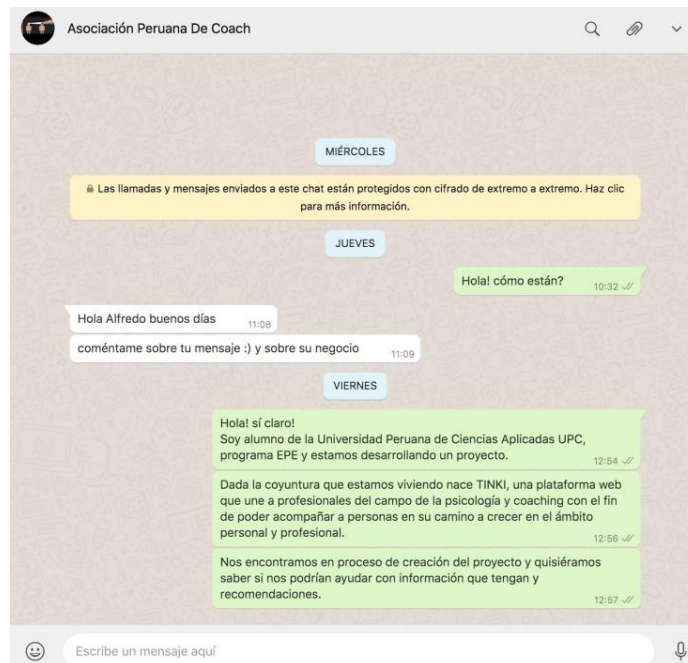 Asociación Peruana De Coach
MIÉRCOLES
Las llamadas y mensajes enviados a este chat están protegidos con cifrado de extremo a extremo. Haz clic
para más información.
JUEVES
Hola! cómo están?
10:32
Hola Alfredo buenos días
11:08
coméntame sobre tu mensaje :) y sobre su negocio
11:09
VIERNES
Hola! sí claro!
Soy alumno de la Universidad Peruana de Ciencias Aplicadas UPC,
programa EPE y estamos desarrollando un proyecto.
12:54
Dada la coyuntura que estamos viviendo nace TINKI, una plataforma web
que une a profesionales del campo de la psicología y coaching con el fin
de poder acompañar a personas en su camino a crecer en el ámbito
personal y profesional.
12:56
Nos encontramos en proceso de creación del proyecto y quisiéramos
saber si nos podrían ayudar con información que tengan y
recomendaciones.
12:57
Escribe un mensaje aquí